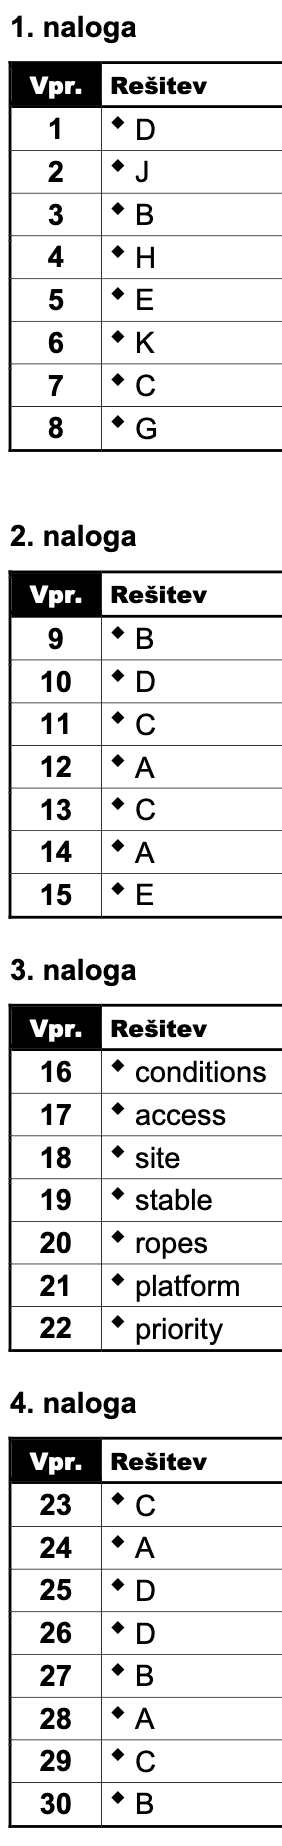 1. naloga
Vpr. Rešitev
1 ◆ D
2 ◆ J
3 ◆ B
4 ◆ H
5 ◆ E
6 ◆ K
7 ◆ C
8 ◆ G
2. naloga
Vpr. Rešitev
9 ◆ B
10 ◆ D
11 ◆ C
12 ◆ A
13 ◆ C
14 ◆ A
15 ◆ E
3. naloga
Vpr. Rešitev
16 ◆ conditions
17 ◆ access
18 ◆ site
19 ◆ stable
20 ◆ ropes
21 ◆ platform
22 ◆ priority
4. naloga
Vpr. Rešitev
23 ◆ C
24 ◆ A
25 ◆ D
26 ◆ D
27 ◆ B
28 ◆ A
29 ◆ C
30 ◆ B